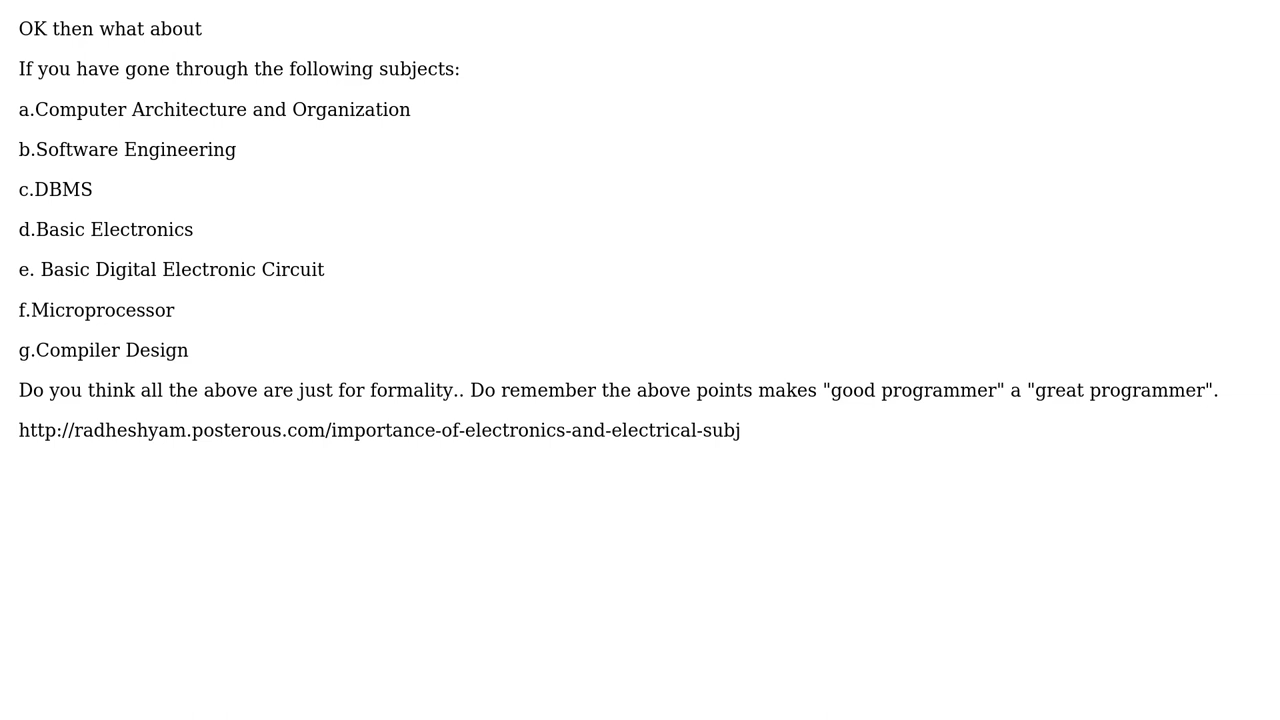 OK then what about
If you have gone through the following subjects:
a.Computer Architecture and Organization
b.Software Engineering
c.DBMS
d.Basic Electronics
e. Basic Digital Electronic Circuit
f.Microprocessor
g.Compiler Design
Do you think all the above are just for formality.. Do remember the above points makes "good programmer" a "great programmer".
http://radheshyam.posterous.com/importance-of-electronics-and-electrical-subj